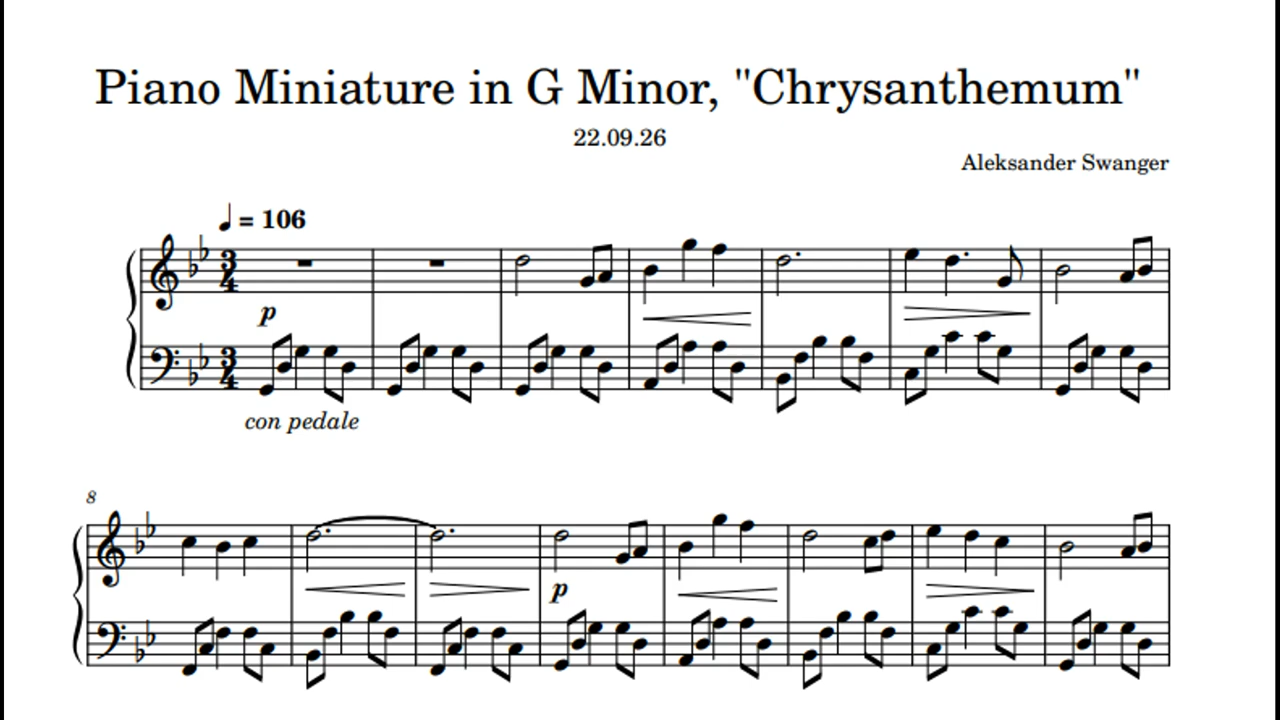 Piano Miniature in G Minor, "Chrysanthemum"
22.09.26
Aleksander Swanger
♩ = 106
3/4
p
3/4
con pedale
8
p